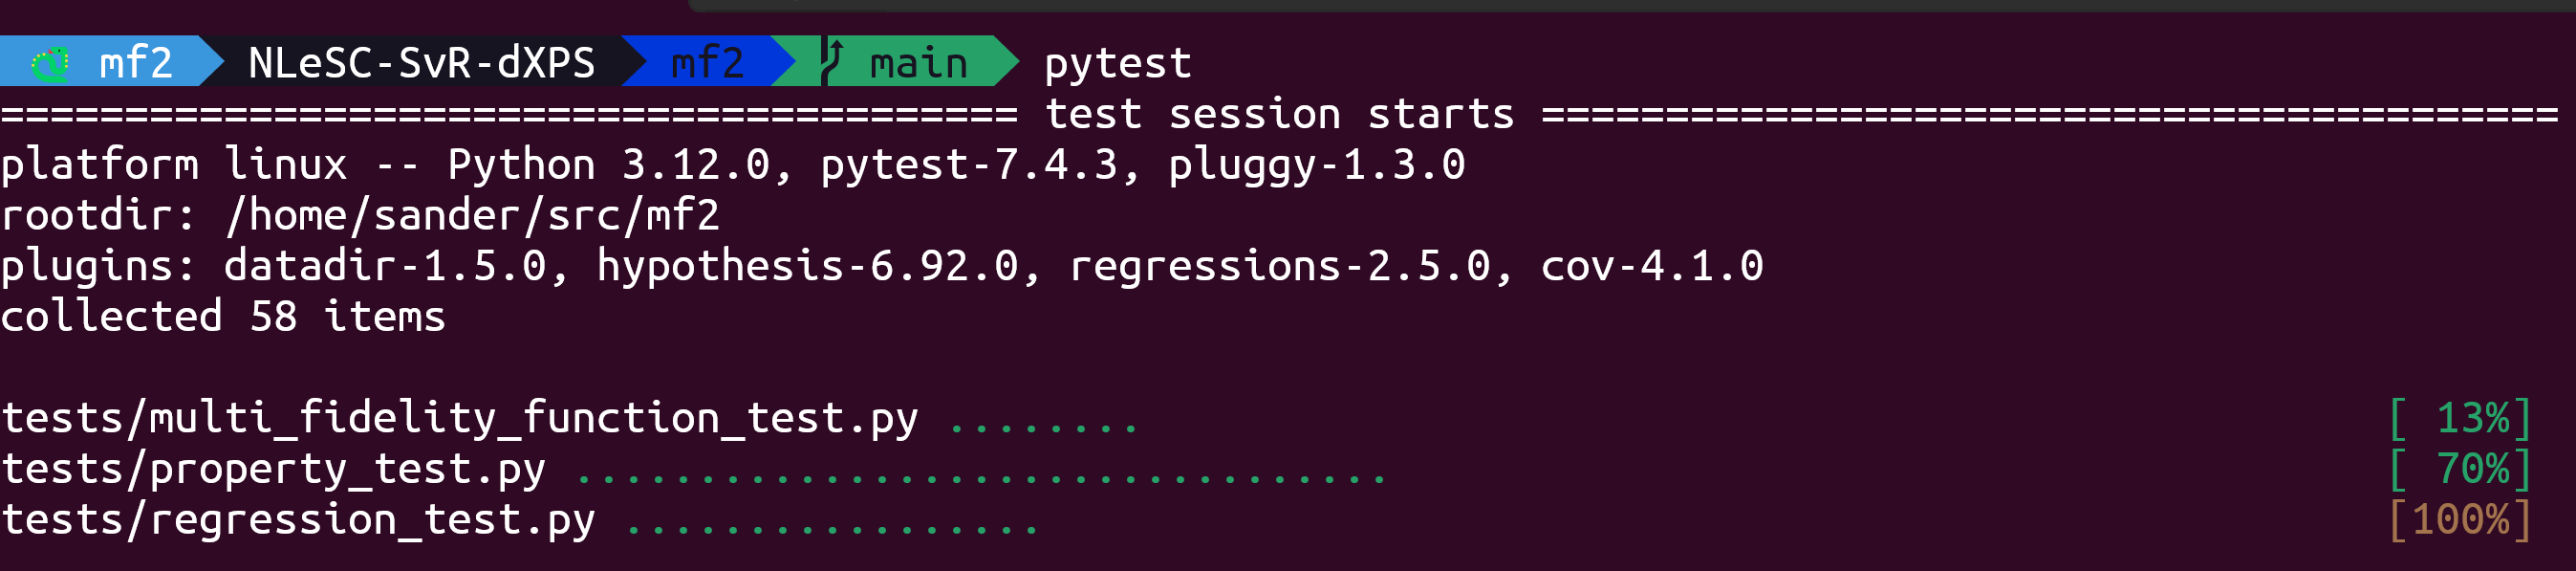 mf2 NLeSC-SvR-dXPS mf2 main pytest
========================================= test session starts =========================================
platform linux -- Python 3.12.0, pytest-7.4.3, pluggy-1.3.0
rootdir: /home/sander/src/mf2
plugins: datadir-1.5.0, hypothesis-6.92.0, regressions-2.5.0, cov-4.1.0
collected 58 items
tests/multi_fidelity_function_test.py ........ [ 13%]
tests/property_test.py ................................. [ 70%]
tests/regression_test.py ................. [100%]